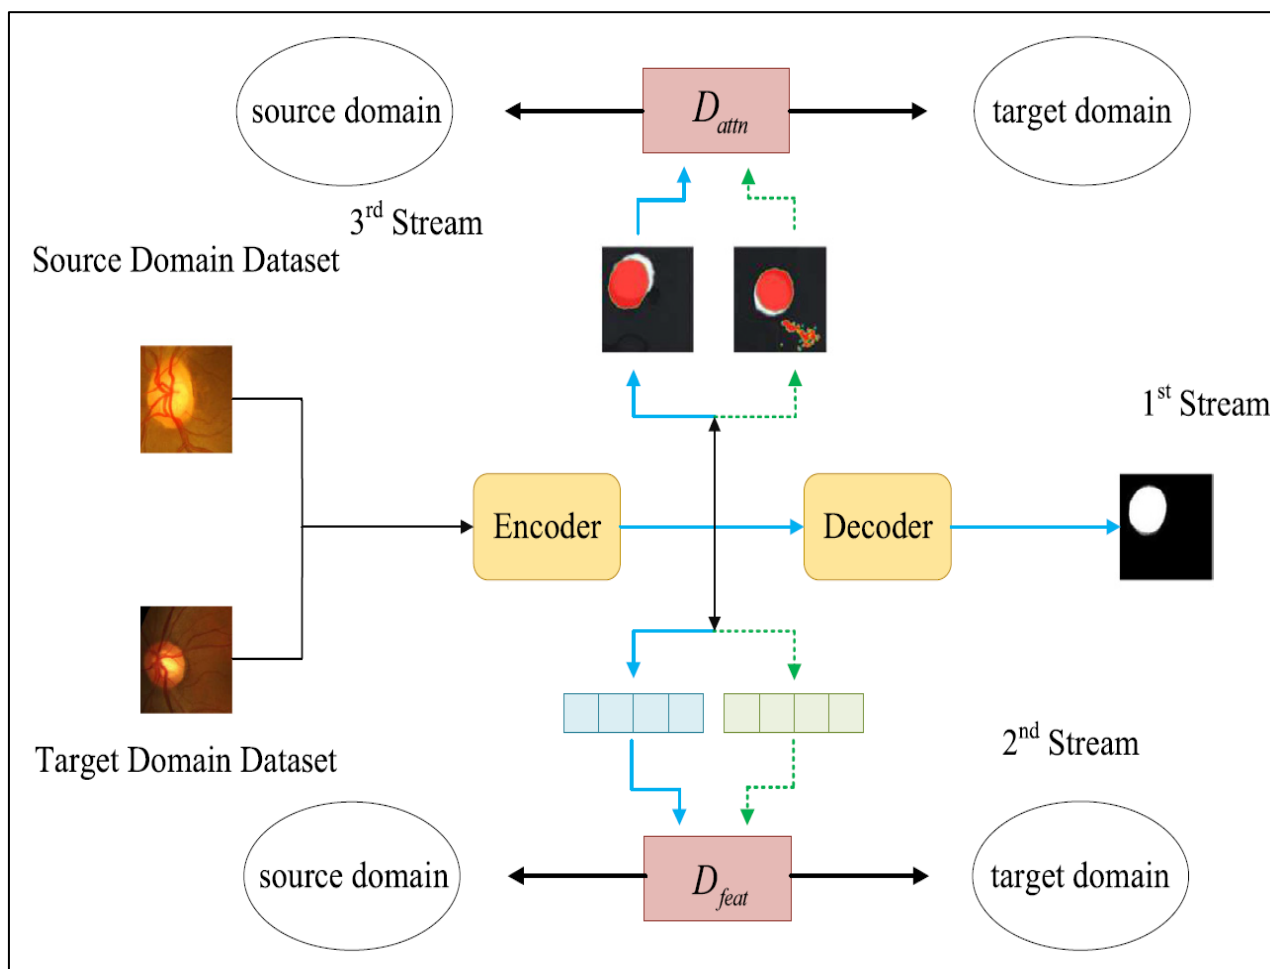 source domain
D_attn
target domain
3rd Stream
Source Domain Dataset
1st Stream
Encoder
Decoder
2nd Stream
Target Domain Dataset
source domain
D_feat
target domain